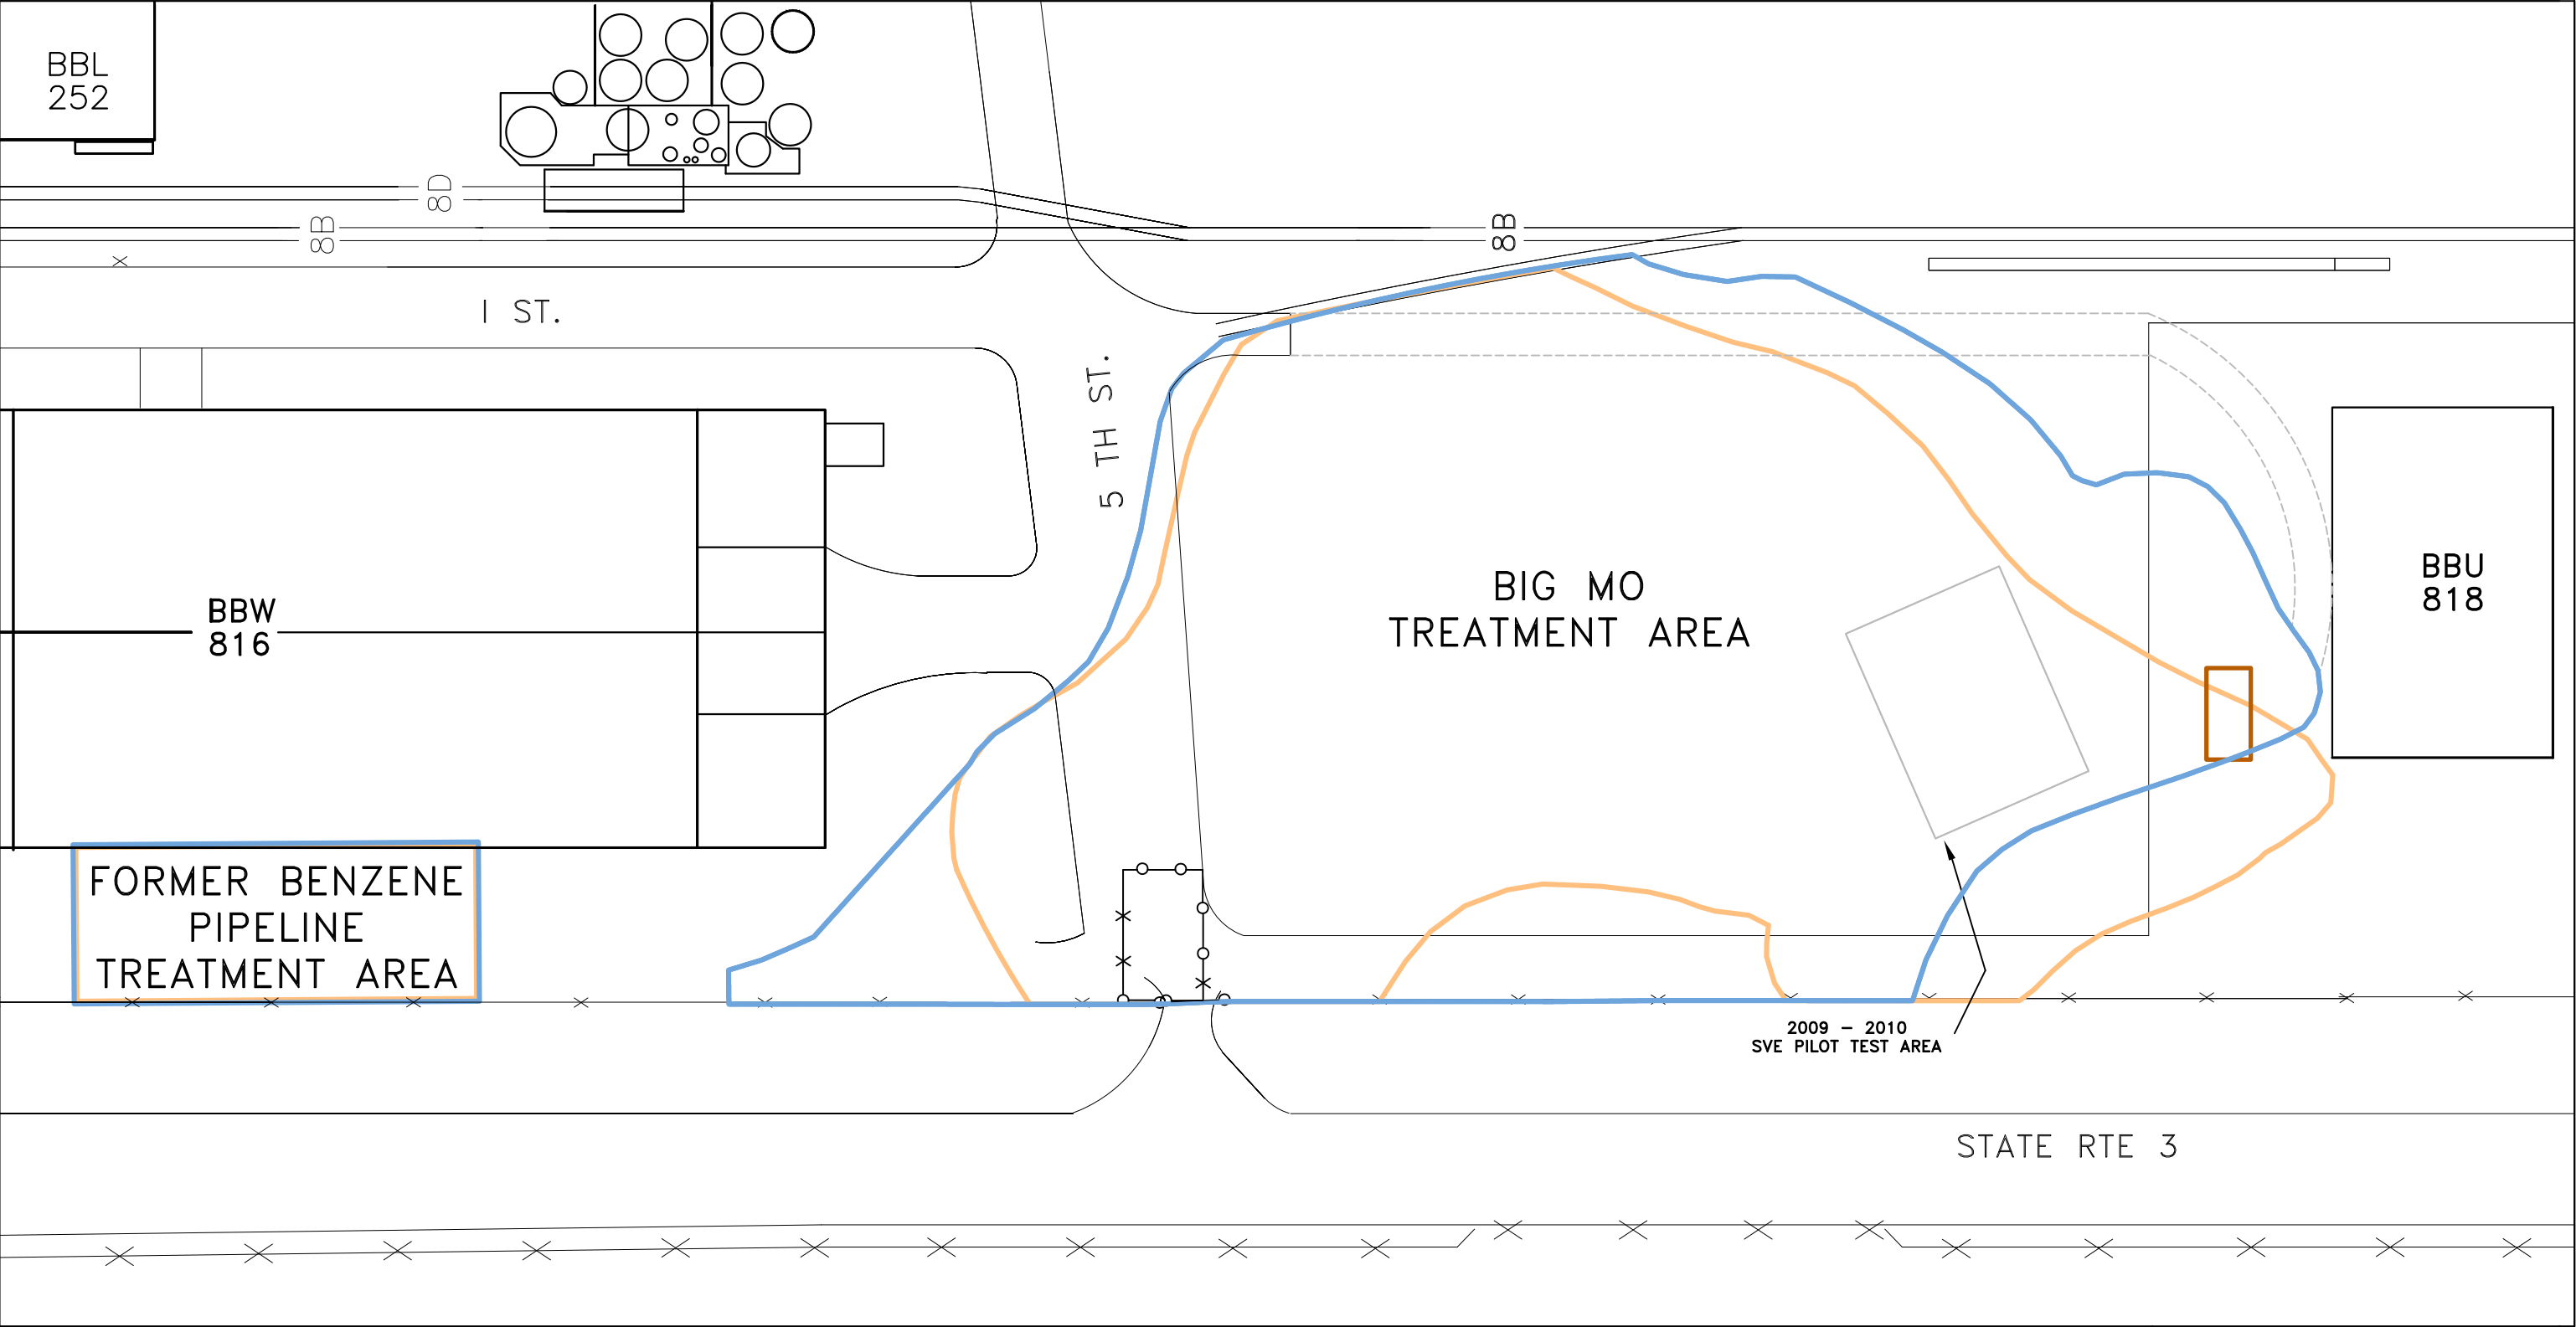 BBL
252
8D
8B
8B
I ST.
5 TH ST.
BIG MO
TREATMENT AREA
BBU
818
BBW
816
FORMER BENZENE
PIPELINE
TREATMENT AREA
2009 - 2010
SVE PILOT TEST AREA
STATE RTE 3